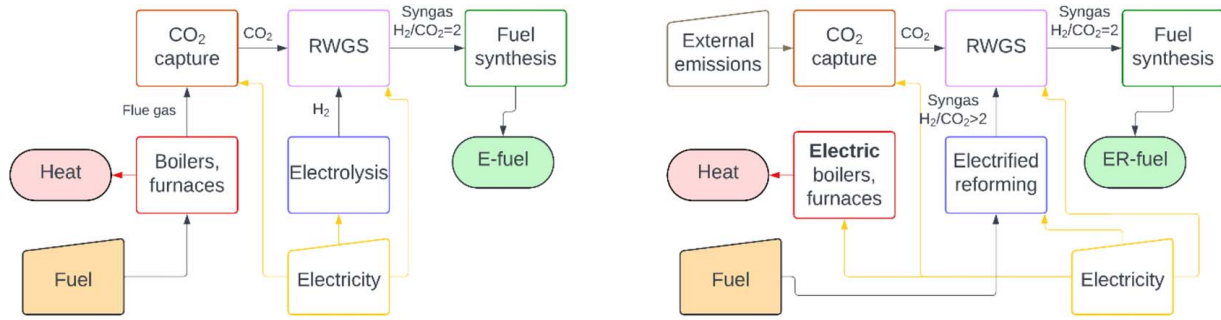 CO₂
capture
CO₂
RWGS
Syngas
H₂/CO₂=2
Fuel
synthesis
Flue gas
H₂
Heat
Boilers,
furnaces
Electrolysis
E-fuel
Fuel
Electricity
External
emissions
CO₂
capture
CO₂
RWGS
Syngas
H₂/CO₂=2
Fuel
synthesis
Syngas
H₂/CO₂>2
Heat
Electric
boilers,
furnaces
Electrified
reforming
ER-fuel
Fuel
Electricity